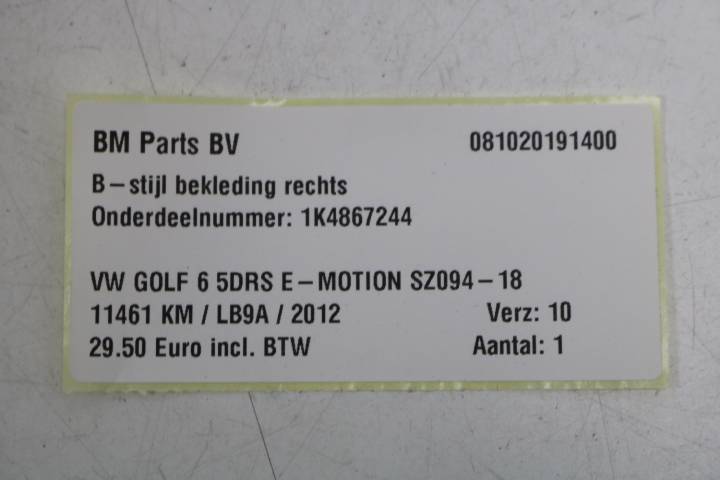 BM Parts BV 081020191400
B-stijl bekleding rechts
Onderdeelnummer: 1K4867244
VW GOLF 6 5DRS E-MOTION SZ094-18
11461 KM / LB9A / 2012 Verz: 10
29.50 Euro incl. BTW Aantal: 1